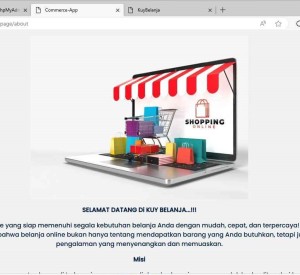 hpMyAd
Commerce-App
KuyBelanja
page/about
SHOPPING
ONLINE
SELAMAT DATANG DI KUY BELANJA...!!!
e yang siap memenuhi segala kebutuhan belanja Anda dengan mudah, cepat, dan terpercaya!
bahwa belanja online bukan hanya tentang mendapatkan barang yang Anda butuhkan, tetapi j
pengalaman yang menyenangkan dan memuaskan.
Misi